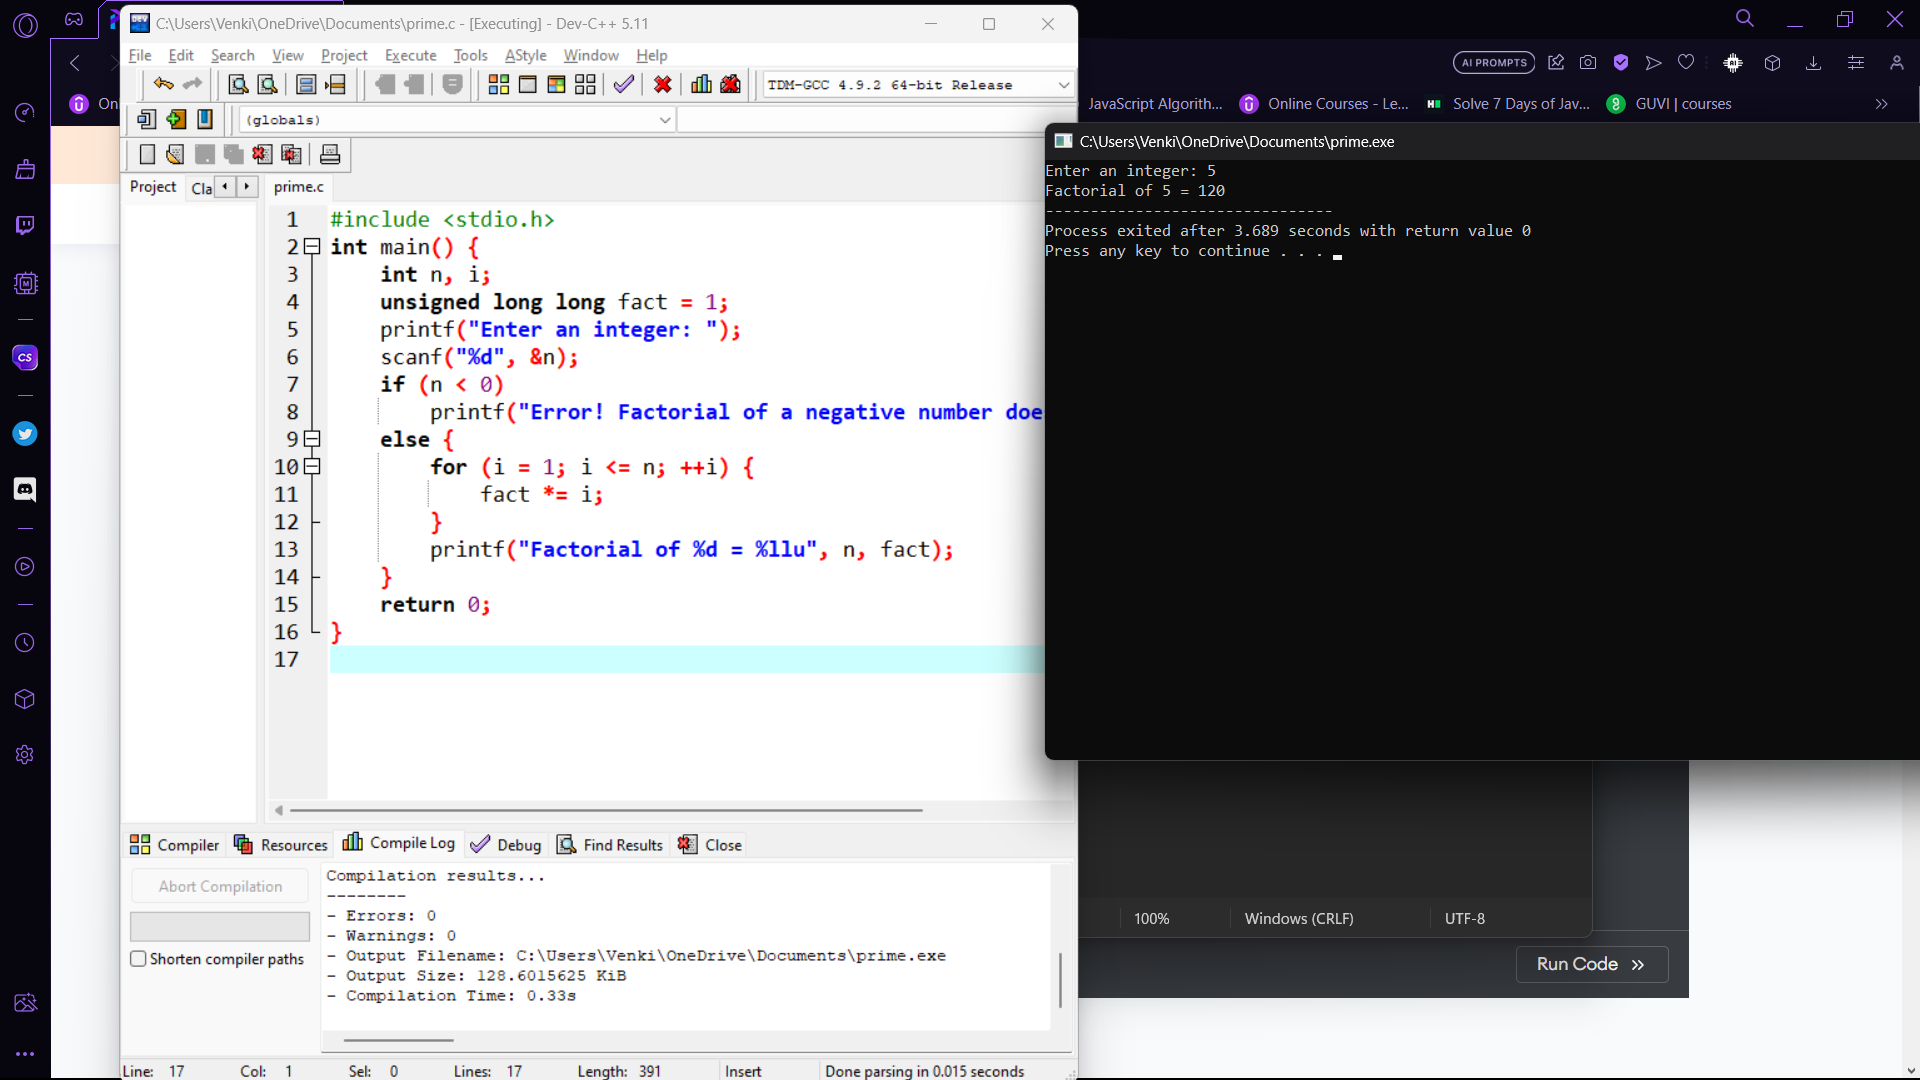 C:\Users\Venki\OneDrive\Documents\prime.c - [Executing] - Dev-C++ 5.11
File Edit Search View Project Execute Tools AStyle Window Help
TDM-GCC 4.9.2 64-bit Release
(globals)
Project Cla prime.c
1 #include <stdio.h>
2 int main() {
3 int n, i;
4 unsigned long long fact = 1;
5 printf("Enter an integer: ");
6 scanf("%d", &n);
7 if (n < 0)
8 printf("Error! Factorial of a negative number doe
9 else {
10 for (i = 1; i <= n; ++i) {
11 fact *= i;
12 }
13 printf("Factorial of %d = %llu", n, fact);
14 }
15 return 0;
16 }
17
Compiler Resources Compile Log Debug Find Results Close
Abort Compilation
Shorten compiler paths
Compilation results...
--------
- Errors: 0
- Warnings: 0
- Output Filename: C:\Users\Venki\OneDrive\Documents\prime.exe
- Output Size: 128.6015625 KiB
- Compilation Time: 0.33s
Line: 17 Col: 1 Sel: 0 Lines: 17 Length: 391 Insert Done parsing in 0.015 seconds
AI PROMPTS
On
JavaScript Algorith... Online Courses - Le... Solve 7 Days of Jav... GUVI | courses
C:\Users\Venki\OneDrive\Documents\prime.exe
Enter an integer: 5
Factorial of 5 = 120
--------------------------------
Process exited after 3.689 seconds with return value 0
Press any key to continue . . .
100% Windows (CRLF) UTF-8
Run Code »
CS